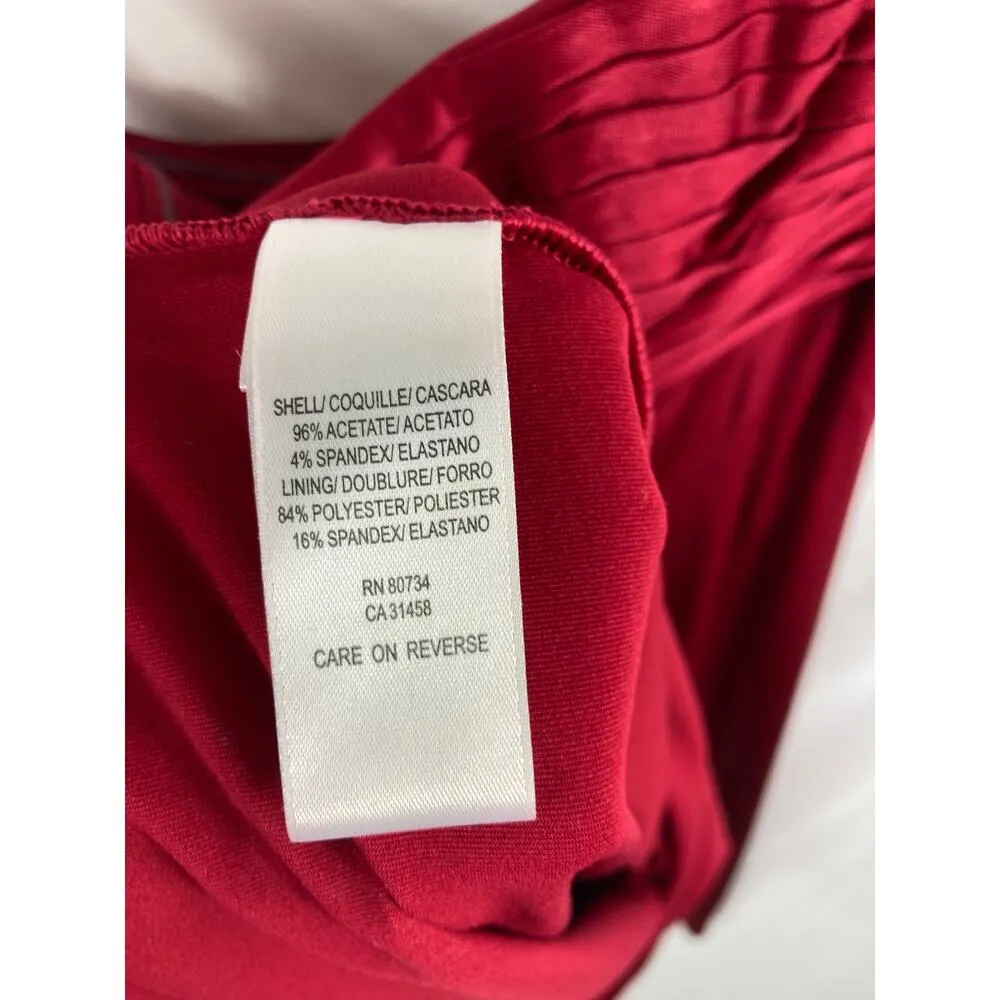 SHELL/ COQUILLE/ CASCARA
96% ACETATE/ ACETATO
4% SPANDEX/ ELASTANO
LINING/ DOUBLURE/ FORRO
84% POLYESTER/ POLIESTER
16% SPANDEX/ ELASTANO
RN 80734
CA 31458
CARE ON REVERSE